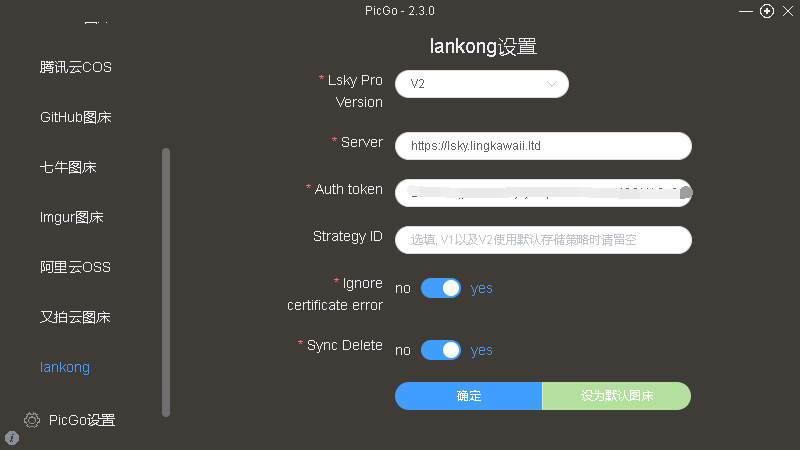 PicGo - 2.3.0
腾讯云COS
GitHub图床
七牛图床
Imgur图床
阿里云OSS
又拍云图床
lankong
PicGo设置
lankong设置
* Lsky Pro
Version
V2
* Server
https://lsky.lingkawaii.ltd
* Auth token
Strategy ID
选填, V1以及V2使用默认存储策略时请留空
* Ignore
certificate error
no
yes
* Sync Delete
no
yes
确定
设为默认图床